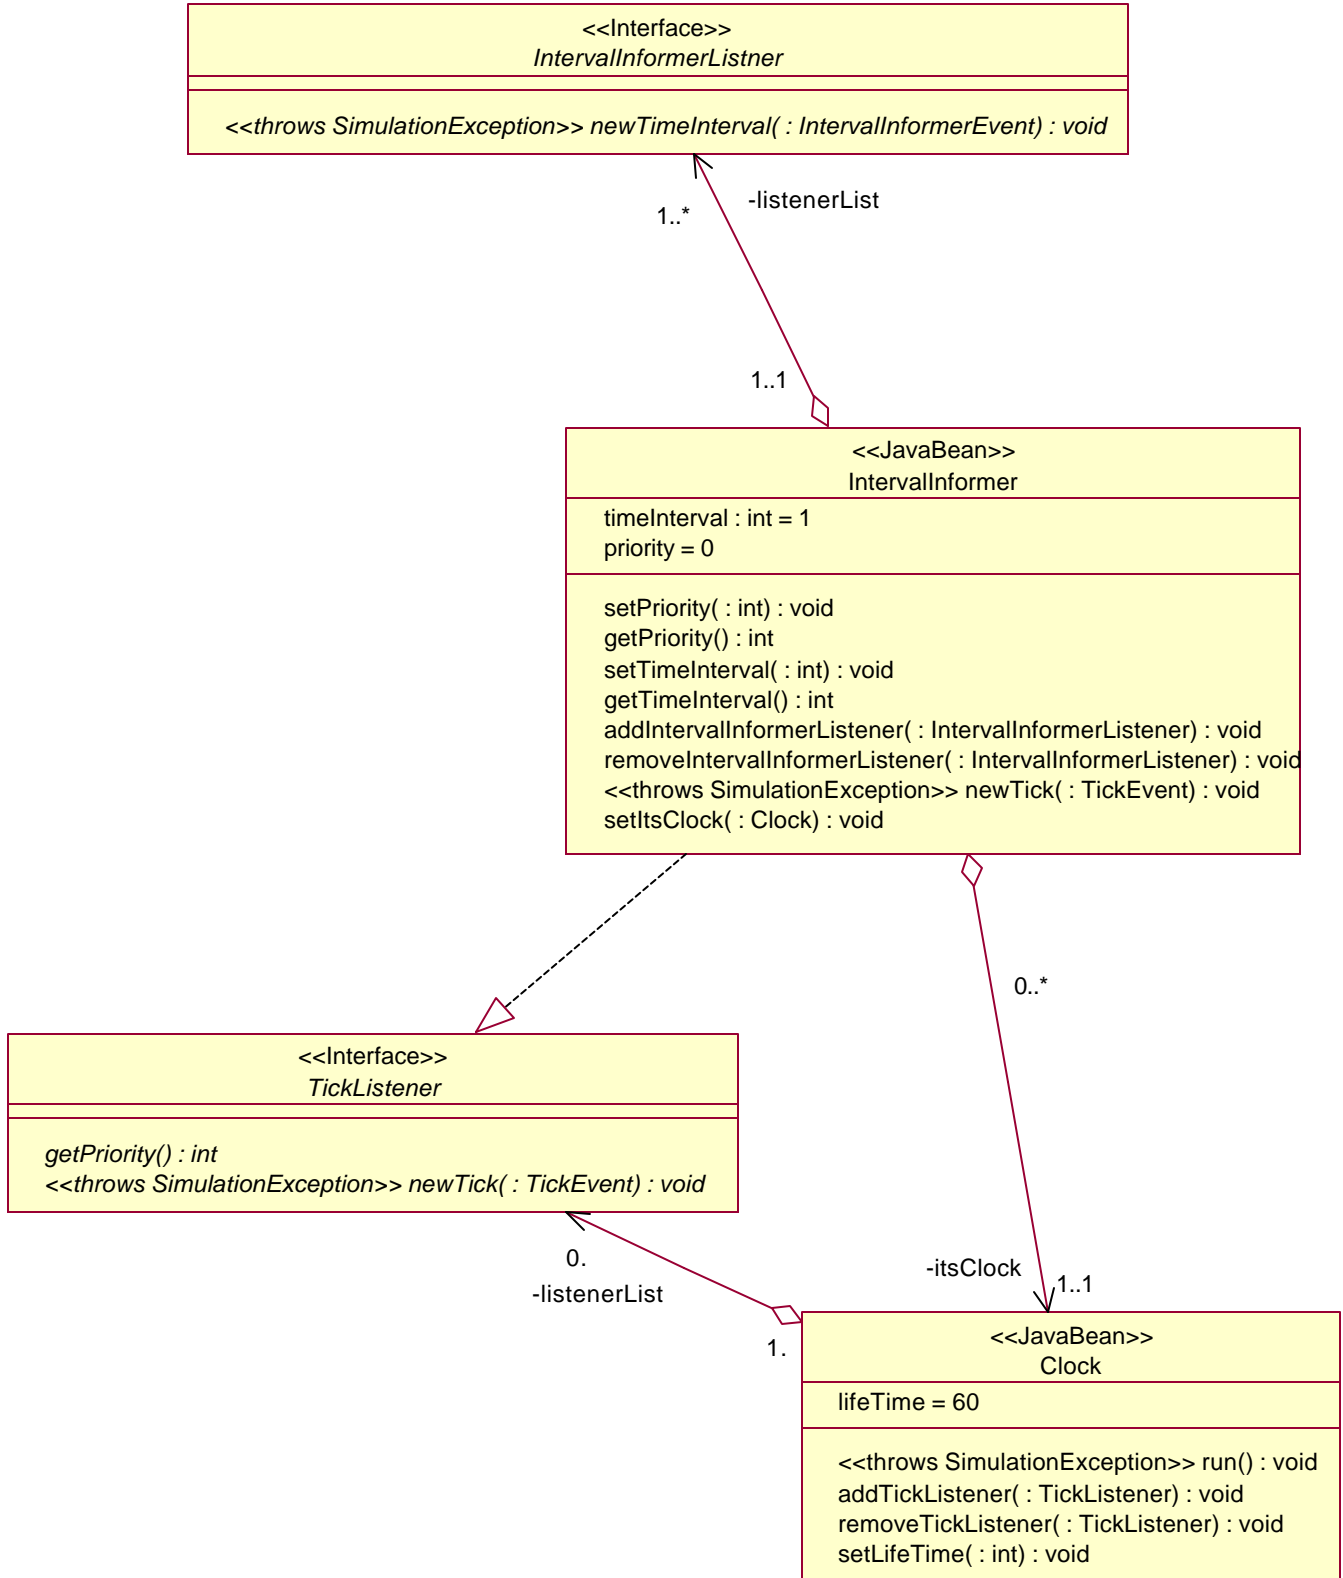 <<Interface>>
IntervalInformerListner
<<throws SimulationException>> newTimeInterval( : IntervalInformerEvent) : void
-listenerList
1..*
1..1
<<JavaBean>>
IntervalInformer
timeInterval : int = 1
priority = 0
setPriority( : int) : void
getPriority() : int
setTimeInterval( : int) : void
getTimeInterval() : int
addIntervalInformerListener( : IntervalInformerListener) : void
removeIntervalInformerListener( : IntervalInformerListener) : void
<<throws SimulationException>> newTick( : TickEvent) : void
setItsClock( : Clock) : void
0..*
<<Interface>>
TickListener
getPriority() : int
<<throws SimulationException>> newTick( : TickEvent) : void
0.
-listenerList
-itsClock
1..1
1.
<<JavaBean>>
Clock
lifeTime = 60
<<throws SimulationException>> run() : void
addTickListener( : TickListener) : void
removeTickListener( : TickListener) : void
setLifeTime( : int) : void